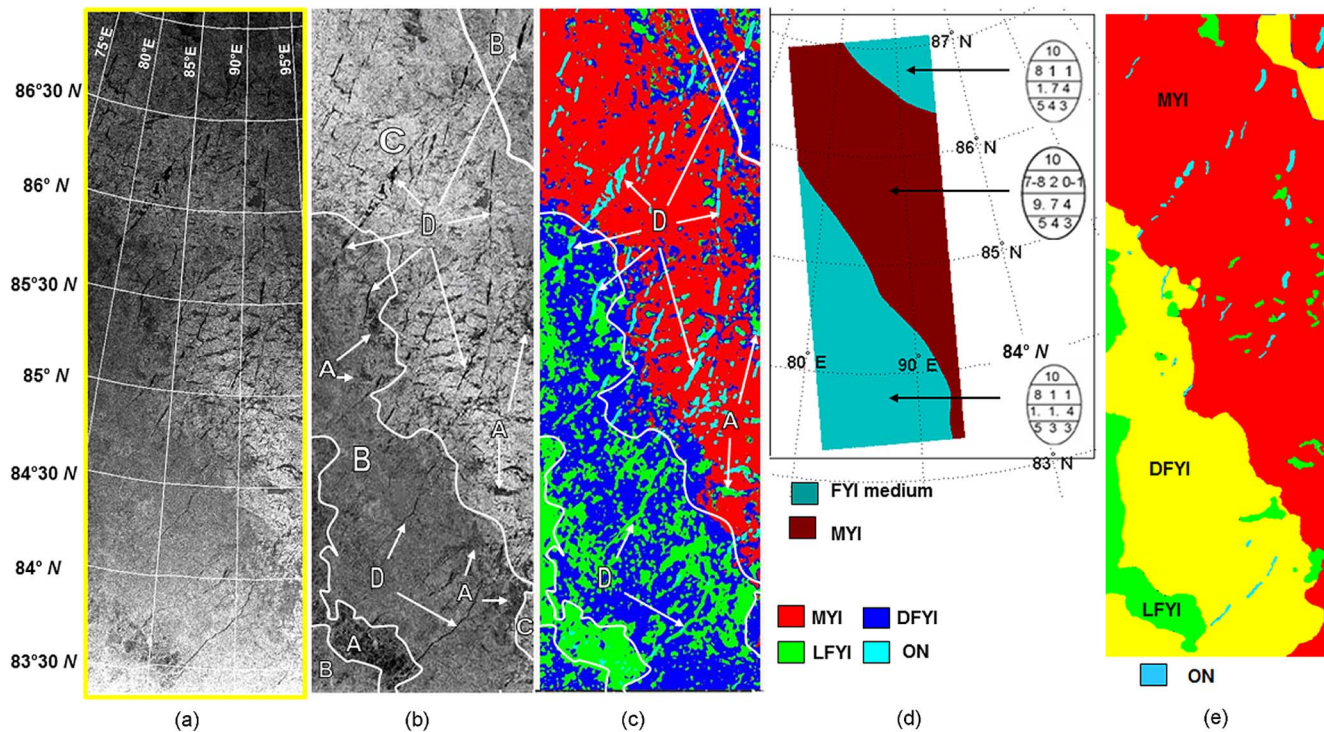 75°E 80°E 85°E 90°E 95°E
86°30 N
86° N
85°30 N
85° N
84°30 N
84° N
83°30 N
(a)
B
C
D
A
A
B
D
A
A
C
B
(b)
D
A
D
MYI
DFYI
LFYI
ON
(c)
87° N
86° N
85° N
80° E
90° E
84° N
83° N
10
8 1 1
1. 7 4
5 4 3
10
7-8 2 0-1
9. 7 4
5 4 3
10
8 1 1
1. 1. 4
5 3 3
FYI medium
MYI
(d)
MYI
DFYI
LFYI
ON
(e)